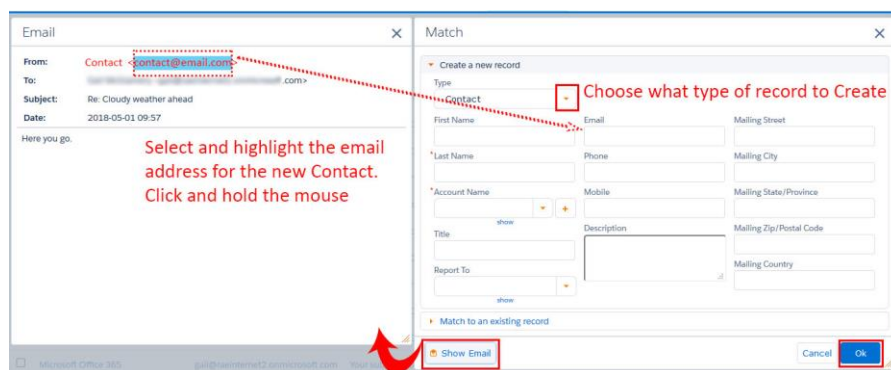 Email
From: Contact <contact@email.com>
To: .com>
Subject: Re: Cloudy weather ahead
Date: 2018-05-01 09:57
Here you go.
Select and highlight the email
address for the new Contact.
Click and hold the mouse
Match
Create a new record
Type
Contact
Choose what type of record to Create
First Name Email Mailing Street
*Last Name Phone Mailing City
*Account Name Mobile Mailing State/Province
show
Title Description Mailing Zip/Postal Code
Report To Mailing Country
show
Match to an existing record
Show Email Cancel Ok
Microsoft Office 365